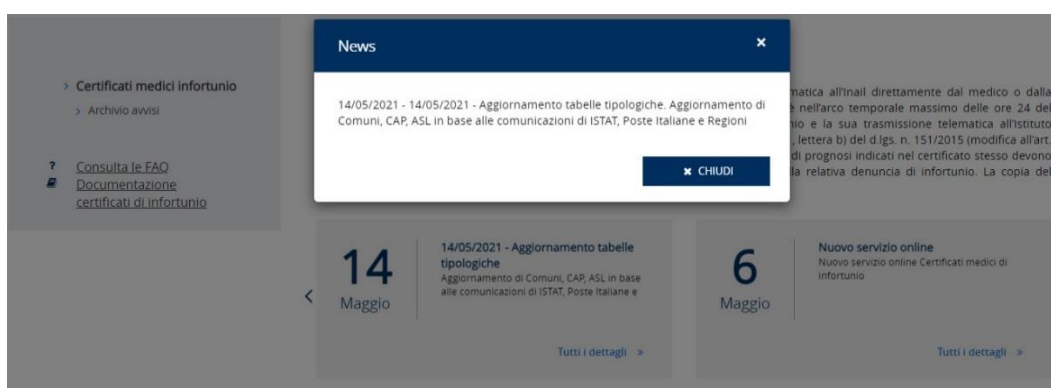 News
×
14/05/2021 - 14/05/2021 - Aggiornamento tabelle tipologiche. Aggiornamento di
Comuni, CAP, ASL in base alle comunicazioni di ISTAT, Poste Italiane e Regioni
× CHIUDI
> Certificati medici infortunio
> Archivio avvisi
? Consulta le FAQ
Documentazione
certificati di infortunio
matica all'Inail direttamente dal medico o dalla
nell'arco temporale massimo delle ore 24 del
e la sua trasmissione telematica all'Istituto
, lettera b) del d.lgs. n. 151/2015 (modifica all'art.
di prognosi indicati nel certificato stesso devono
la relativa denuncia di infortunio. La copia del
14
Maggio
14/05/2021 - Aggiornamento tabelle
tipologiche
Aggiornamento di Comuni, CAP, ASL in base
alle comunicazioni di ISTAT, Poste Italiane e
Tutti i dettagli »
6
Maggio
Nuovo servizio online
Nuovo servizio online Certificati medici di
infortunio
Tutti i dettagli »